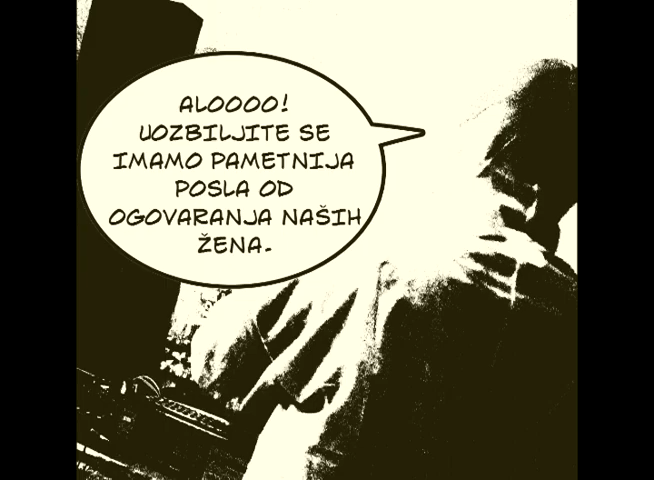 ALOOOO!
UOZBILJITE SE
IMAMO PAMETNIJA
POSLA OD
OGOVARANJA NAŠIH
ŽENA.